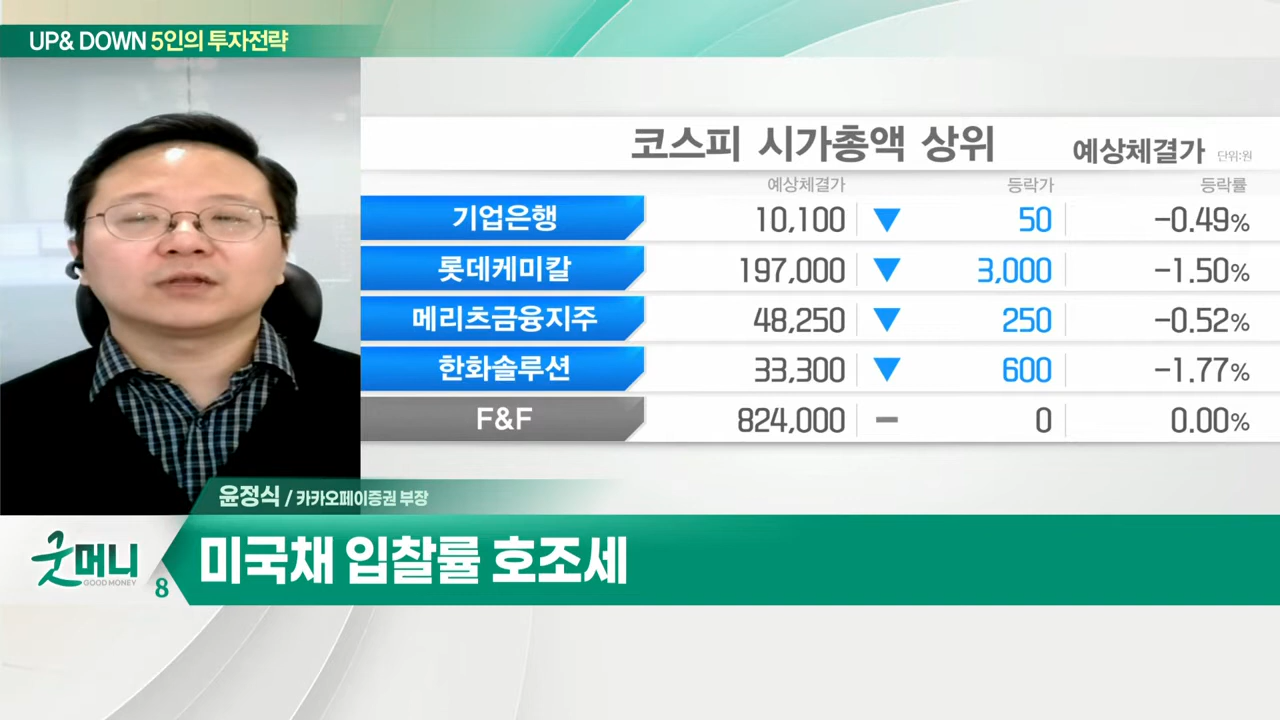 UP& DOWN 5인의 투자전략
코스피 시가총액 상위 예상체결가 단위:원
예상체결가 등락가 등락률
기업은행 10,100 ▼ 50 -0.49%
롯데케미칼 197,000 ▼ 3,000 -1.50%
메리츠금융지주 48,250 ▼ 250 -0.52%
한화솔루션 33,300 ▼ 600 -1.77%
F&F 824,000 - 0 0.00%
윤정식 / 카카오페이증권 부장
굿머니
GOOD MONEY
8
미국채 입찰률 호조세